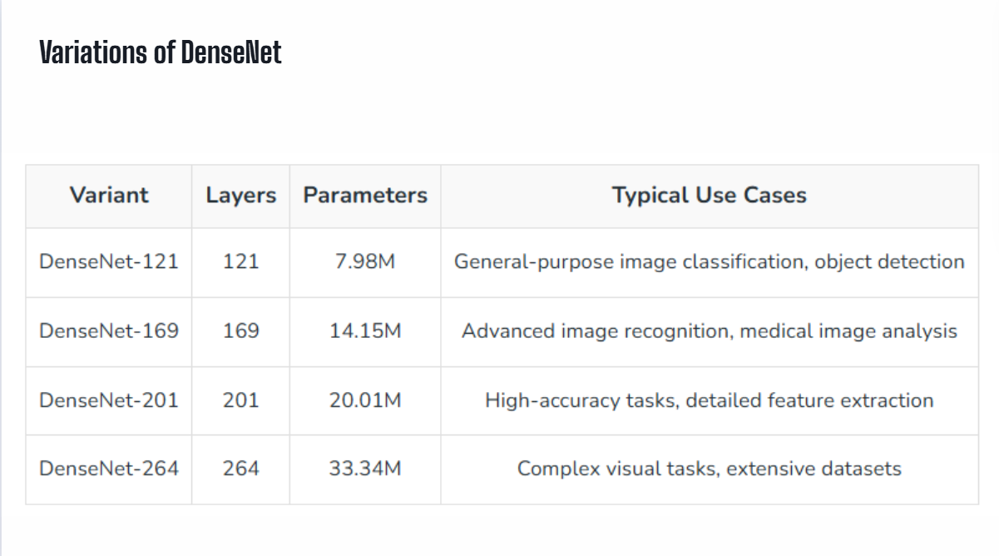 Variations of DenseNet
Variant Layers Parameters Typical Use Cases
DenseNet-121 121 7.98M General-purpose image classification, object detection
DenseNet-169 169 14.15M Advanced image recognition, medical image analysis
DenseNet-201 201 20.01M High-accuracy tasks, detailed feature extraction
DenseNet-264 264 33.34M Complex visual tasks, extensive datasets